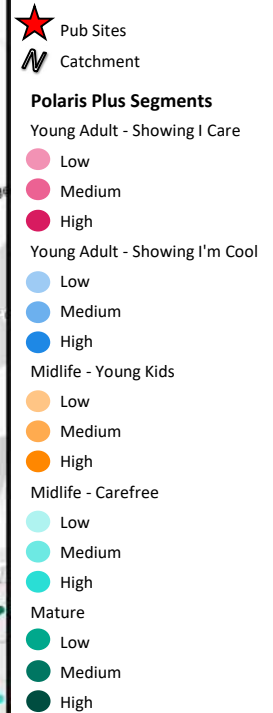 Pub Sites
Catchment
Polaris Plus Segments
Young Adult - Showing I Care
Low
Medium
High
Young Adult - Showing I'm Cool
Low
Medium
High
Midlife - Young Kids
Low
Medium
High
Midlife - Carefree
Low
Medium
High
Mature
Low
Medium
High